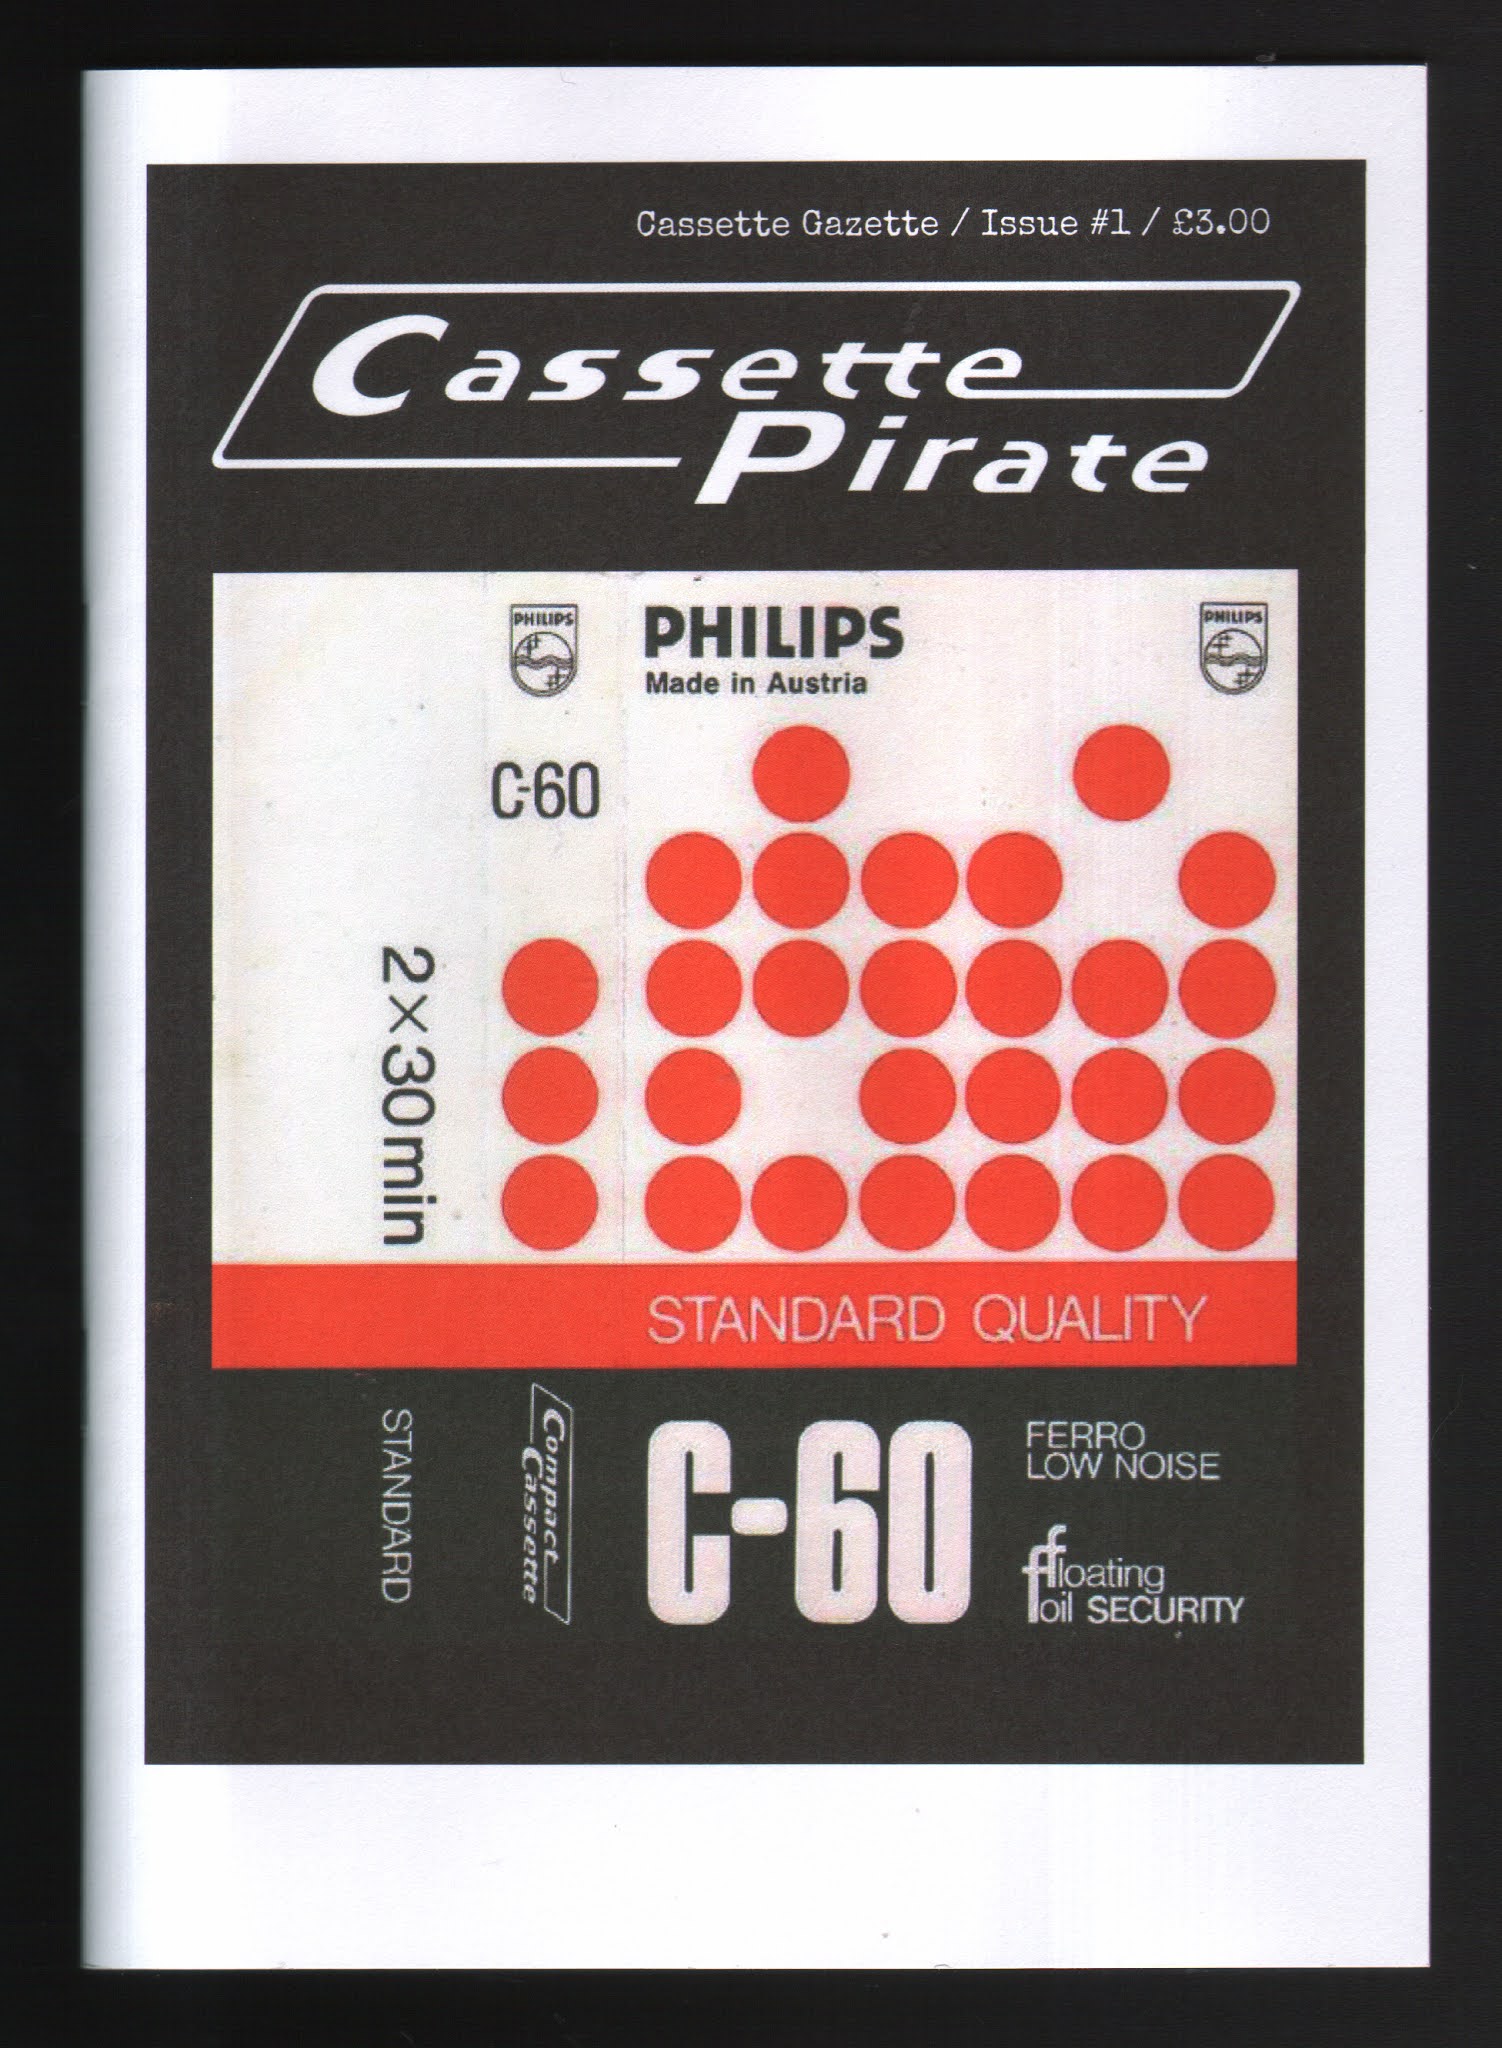 Cassette Gazette / Issue #1 / £3.00
Cassette
Pirate
PHILIPS
PHILIPS
Made in Austria
PHILIPS
C-60
2×30min
STANDARD QUALITY
STANDARD
Compact
Cassette
C-60
FERRO
LOW NOISE
floating
foil SECURITY